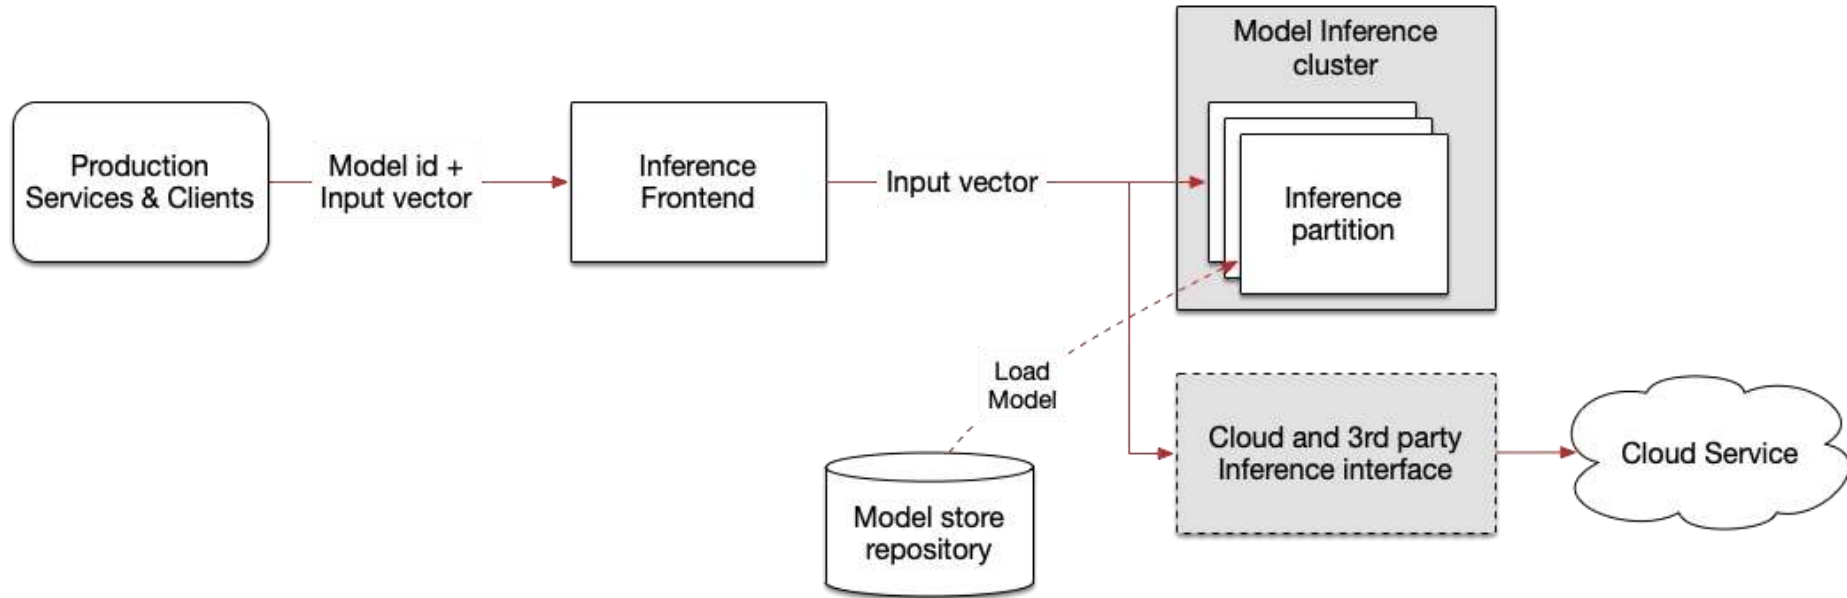 Model Inference
cluster
Production
Services & Clients
Model id +
Input vector
Inference
Frontend
Input vector
Inference
partition
Load
Model
Cloud and 3rd party
Inference interface
Cloud Service
Model store
repository